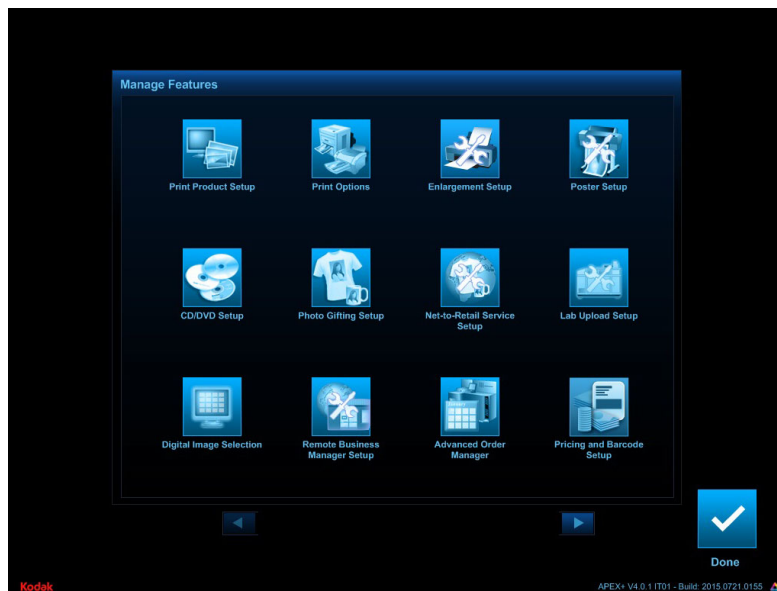 Manage Features
Print Product Setup
Print Options
Enlargement Setup
Poster Setup
CD/DVD Setup
Photo Gifting Setup
Net-to-Retail Service
Setup
Lab Upload Setup
Digital Image Selection
Remote Business
Manager Setup
Advanced Order
Manager
Pricing and Barcode
Setup
Done
Kodak
APEX+ V4.0.1 IT01 - Build: 2015.0721.0155